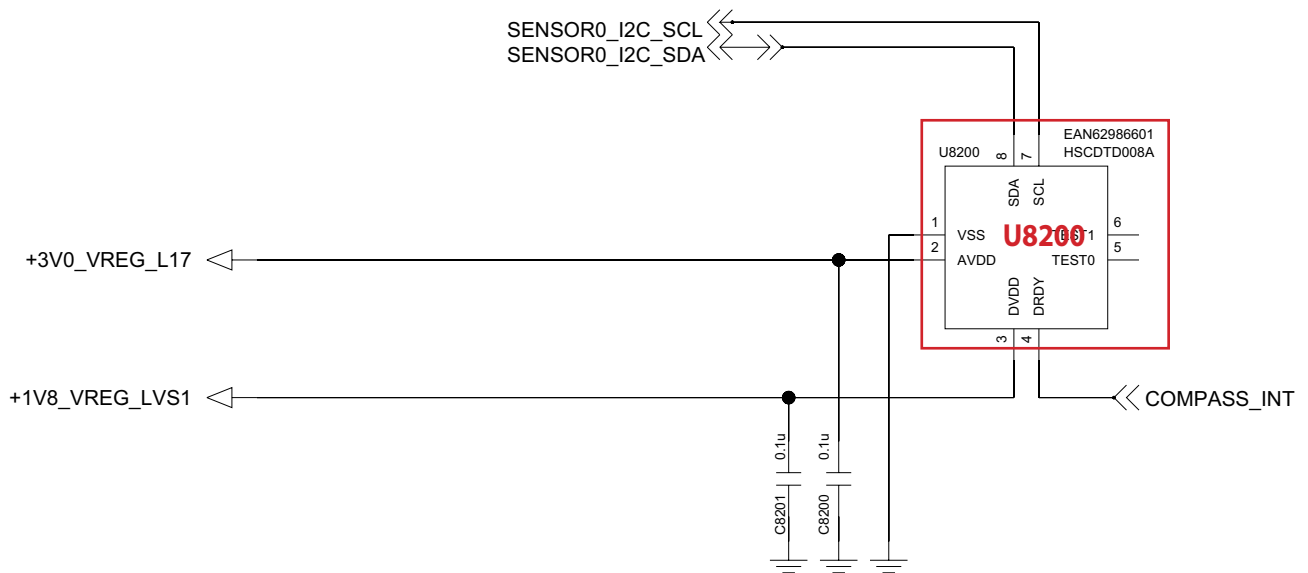 SENSOR0_I2C_SCL
SENSOR0_I2C_SDA
EAN62986601
U8200 8 7 HSCDTD008A
SDA SCL
1 VSS U8200 TEST1 6
+3V0_VREG_L17 2 AVDD TEST0 5
DVDD DRDY
3 4
+1V8_VREG_LVS1 COMPASS_INT
0.1u 0.1u
C8201 C8200